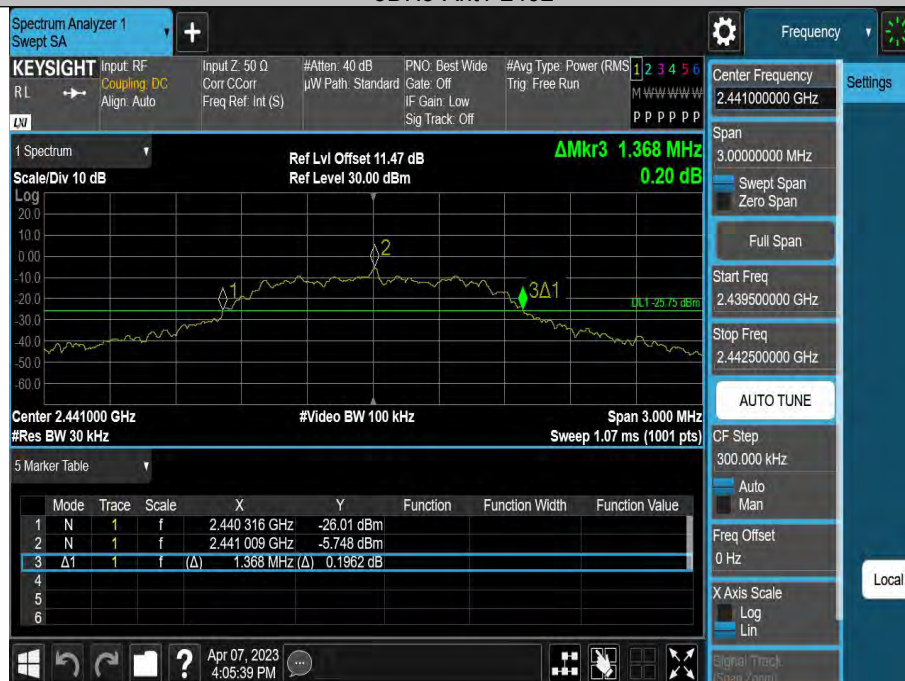 Spectrum Analyzer 1
Swept SA
+
Frequency
KEYSIGHT
RL
LXI
Input: RF
Coupling: DC
Align: Auto
Input Z: 50 Ω
Corr CCorr
Freq Ref: Int (S)
#Atten: 40 dB
µW Path: Standard
PNO: Best Wide
Gate: Off
IF Gain: Low
Sig Track: Off
#Avg Type: Power (RMS
Trig: Free Run
1 2 3 4 5 6
M W W W W W
P P P P P P
1 Spectrum
Scale/Div 10 dB
Ref Lvl Offset 11.47 dB
Ref Level 30.00 dBm
ΔMkr3 1.368 MHz
0.20 dB
Log
20.0
10.0
0.00
-10.0
-20.0
-30.0
-40.0
-50.0
-60.0
1
2
3Δ1
DL1 -25.75 dBm
Center 2.441000 GHz
#Res BW 30 kHz
#Video BW 100 kHz
Span 3.000 MHz
Sweep 1.07 ms (1001 pts)
5 Marker Table
Mode Trace Scale X Y Function Function Width Function Value
1 N 1 f 2.440 316 GHz -26.01 dBm
2 N 1 f 2.441 009 GHz -5.748 dBm
3 Δ1 1 f (Δ) 1.368 MHz (Δ) 0.1962 dB
4
5
6
Apr 07, 2023
4:05:39 PM
?
Center Frequency
2.441000000 GHz
Settings
Span
3.00000000 MHz
Swept Span
Zero Span
Full Span
Start Freq
2.439500000 GHz
Stop Freq
2.442500000 GHz
AUTO TUNE
CF Step
300.000 kHz
Auto
Man
Freq Offset
0 Hz
X Axis Scale
Log
Lin
Local
Signal Track
(Span Zoom)